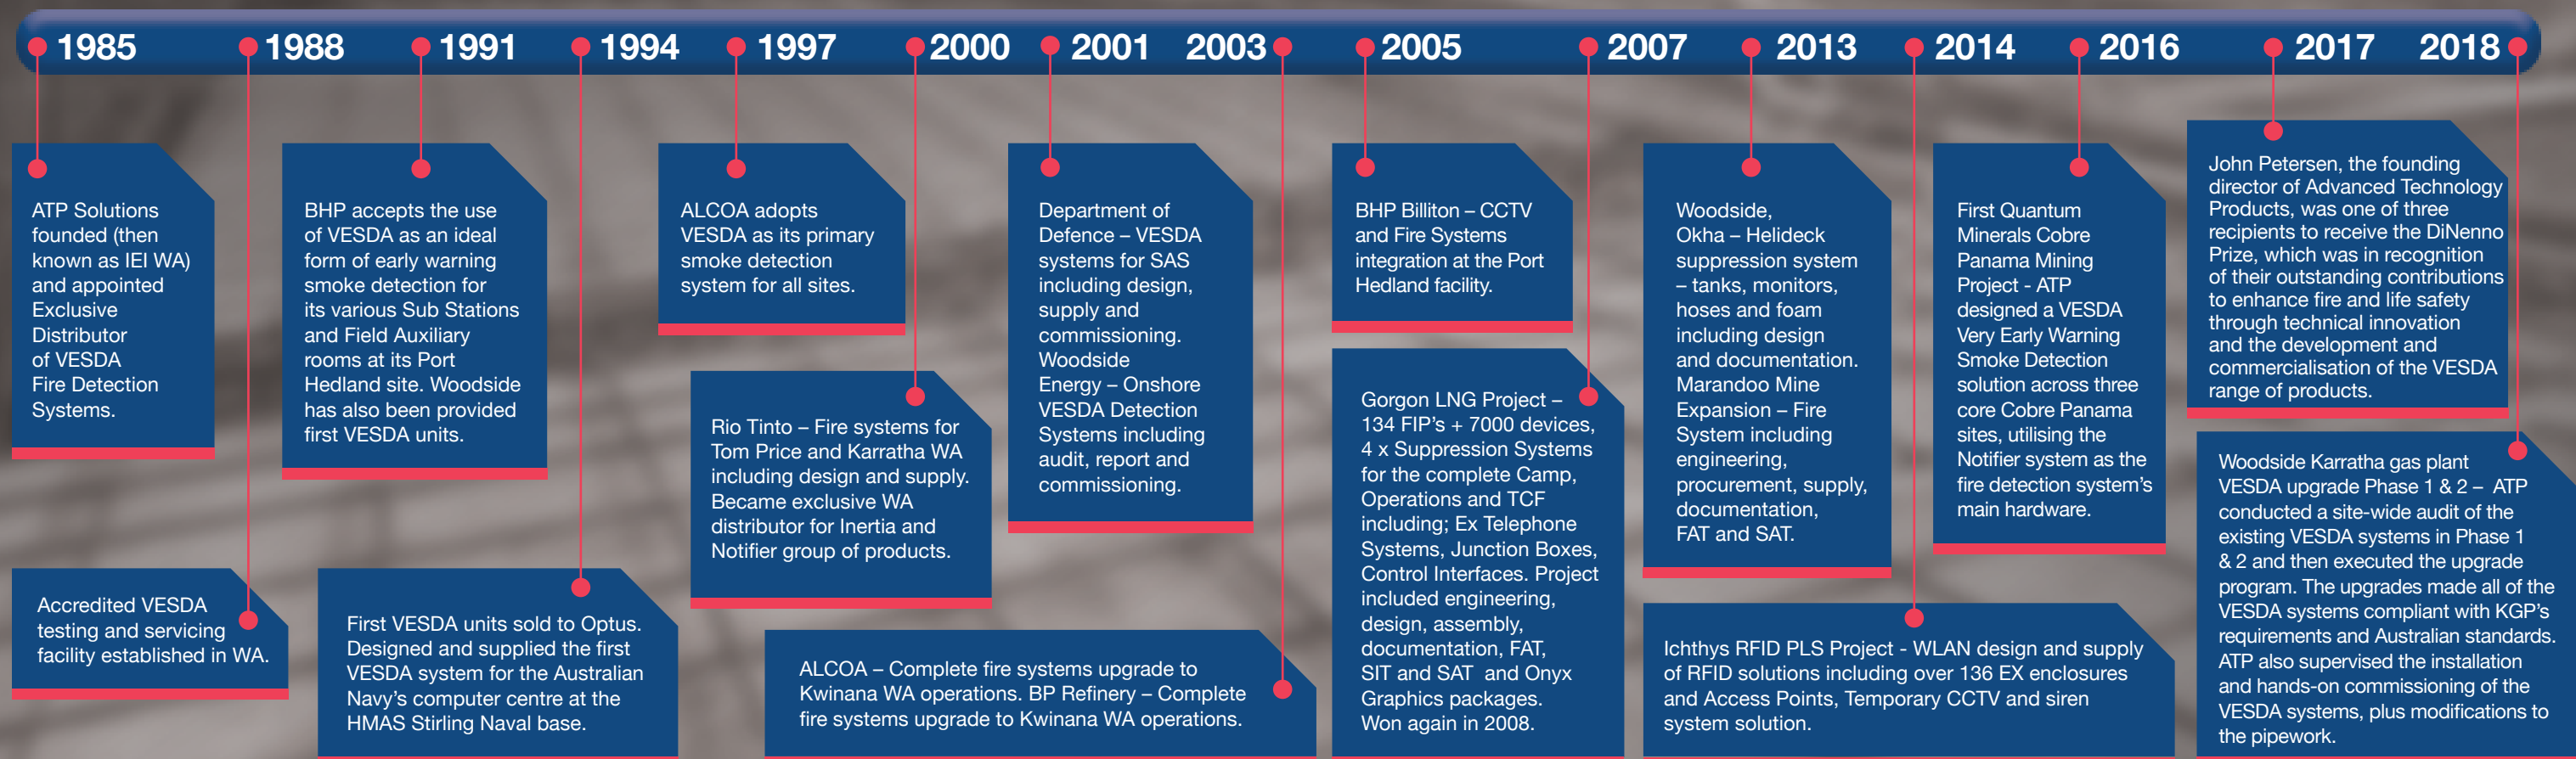 1985
1988
1991
1994
1997
2000
2001
2003
2005
2007
2013
2014
2016
2017
2018
ATP Solutions
founded (then
known as IEI WA)
and appointed
Exclusive
Distributor
of VESDA
Fire Detection
Systems.
Accredited VESDA
testing and servicing
facility established in WA.
BHP accepts the use
of VESDA as an ideal
form of early warning
smoke detection for
its various Sub Stations
and Field Auxiliary
rooms at its Port
Hedland site. Woodside
has also been provided
first VESDA units.
First VESDA units sold to Optus.
Designed and supplied the first
VESDA system for the Australian
Navy's computer centre at the
HMAS Stirling Naval base.
ALCOA adopts
VESDA as its primary
smoke detection
system for all sites.
Rio Tinto – Fire systems for
Tom Price and Karratha WA
including design and supply.
Became exclusive WA
distributor for Inertia and
Notifier group of products.
Department of
Defence – VESDA
systems for SAS
including design,
supply and
commissioning.
Woodside
Energy – Onshore
VESDA Detection
Systems including
audit, report and
commissioning.
ALCOA – Complete fire systems upgrade to
Kwinana WA operations. BP Refinery – Complete
fire systems upgrade to Kwinana WA operations.
BHP Billiton – CCTV
and Fire Systems
integration at the Port
Hedland facility.
Gorgon LNG Project –
134 FIP's + 7000 devices,
4 x Suppression Systems
for the complete Camp,
Operations and TCF
including; Ex Telephone
Systems, Junction Boxes,
Control Interfaces. Project
included engineering,
design, assembly,
documentation, FAT,
SIT and SAT and Onyx
Graphics packages.
Won again in 2008.
Woodside,
Okha – Helideck
suppression system
– tanks, monitors,
hoses and foam
including design
and documentation.
Marandoo Mine
Expansion – Fire
System including
engineering,
procurement, supply,
documentation,
FAT and SAT.
Ichthys RFID PLS Project - WLAN design and supply
of RFID solutions including over 136 EX enclosures
and Access Points, Temporary CCTV and siren
system solution.
First Quantum
Minerals Cobre
Panama Mining
Project - ATP
designed a VESDA
Very Early Warning
Smoke Detection
solution across three
core Cobre Panama
sites, utilising the
Notifier system as the
fire detection system's
main hardware.
John Petersen, the founding
director of Advanced Technology
Products, was one of three
recipients to receive the DiNenno
Prize, which was in recognition
of their outstanding contributions
to enhance fire and life safety
through technical innovation
and the development and
commercialisation of the VESDA
range of products.
Woodside Karratha gas plant
VESDA upgrade Phase 1 & 2 – ATP
conducted a site-wide audit of the
existing VESDA systems in Phase 1
& 2 and then executed the upgrade
program. The upgrades made all of the
VESDA systems compliant with KGP's
requirements and Australian standards.
ATP also supervised the installation
and hands-on commissioning of the
VESDA systems, plus modifications to
the pipework.